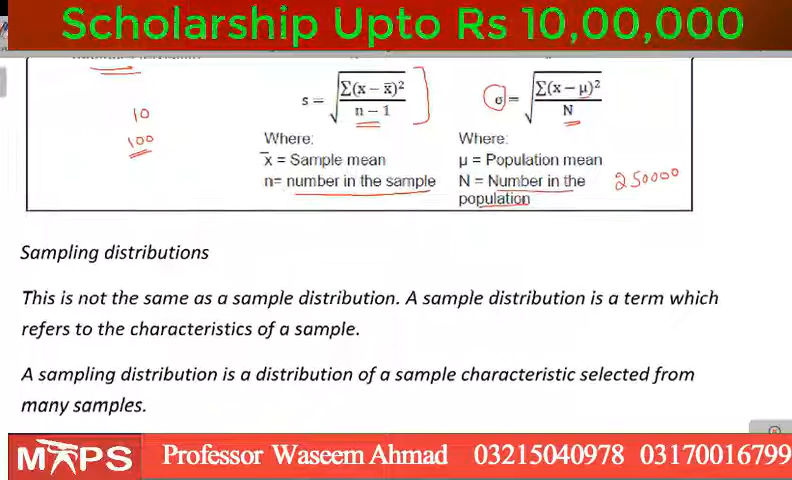 Scholarship Upto Rs 10,00,000
s = √Σ(x − x̅)² / n − 1
σ = √Σ(x − μ)² / N
10
100
Where:
x̅ = Sample mean
n= number in the sample
Where:
μ = Population mean
N = Number in the
population
250000
Sampling distributions
This is not the same as a sample distribution. A sample distribution is a term which
refers to the characteristics of a sample.
A sampling distribution is a distribution of a sample characteristic selected from
many samples.
MAPS
Professor Waseem Ahmad 03215040978 03170016799